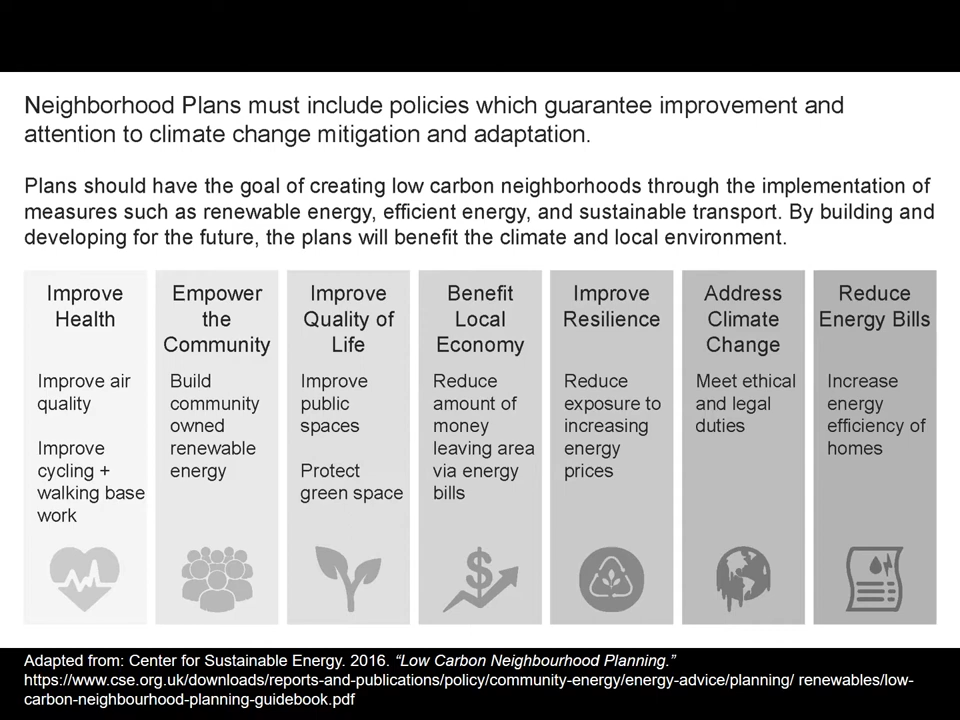 Neighborhood Plans must include policies which guarantee improvement and
attention to climate change mitigation and adaptation.
Plans should have the goal of creating low carbon neighborhoods through the implementation of
measures such as renewable energy, efficient energy, and sustainable transport. By building and
developing for the future, the plans will benefit the climate and local environment.
Improve
Health
Improve air
quality
Improve
cycling +
walking base
work
Empower
the
Community
Build
community
owned
renewable
energy
Improve
Quality of
Life
Improve
public
spaces
Protect
green space
Benefit
Local
Economy
Reduce
amount of
money
leaving area
via energy
bills
Improve
Resilience
Reduce
exposure to
increasing
energy
prices
Address
Climate
Change
Meet ethical
and legal
duties
Reduce
Energy Bills
Increase
energy
efficiency of
homes
Adapted from: Center for Sustainable Energy. 2016. “Low Carbon Neighbourhood Planning.”
https://www.cse.org.uk/downloads/reports-and-publications/policy/community-energy/energy-advice/planning/ renewables/low-
carbon-neighbourhood-planning-guidebook.pdf